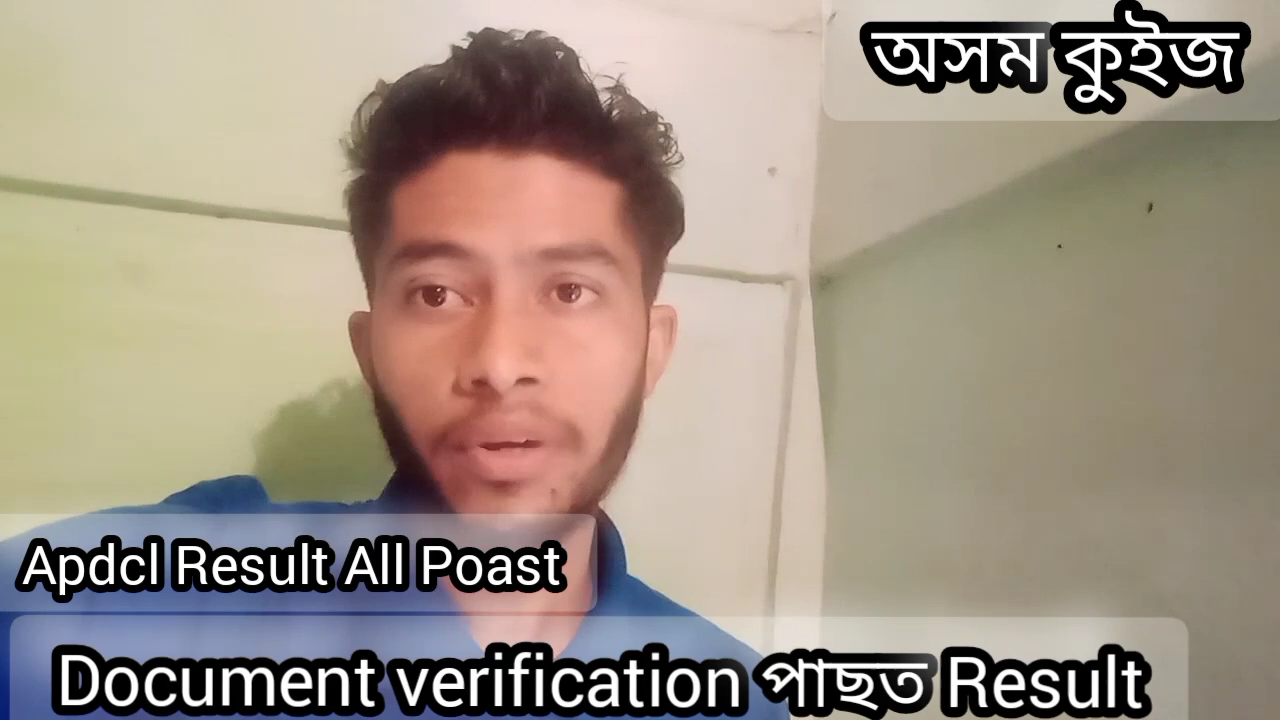 অসম কুইজ
Apdcl Result All Poast
Document verification পাছত Result